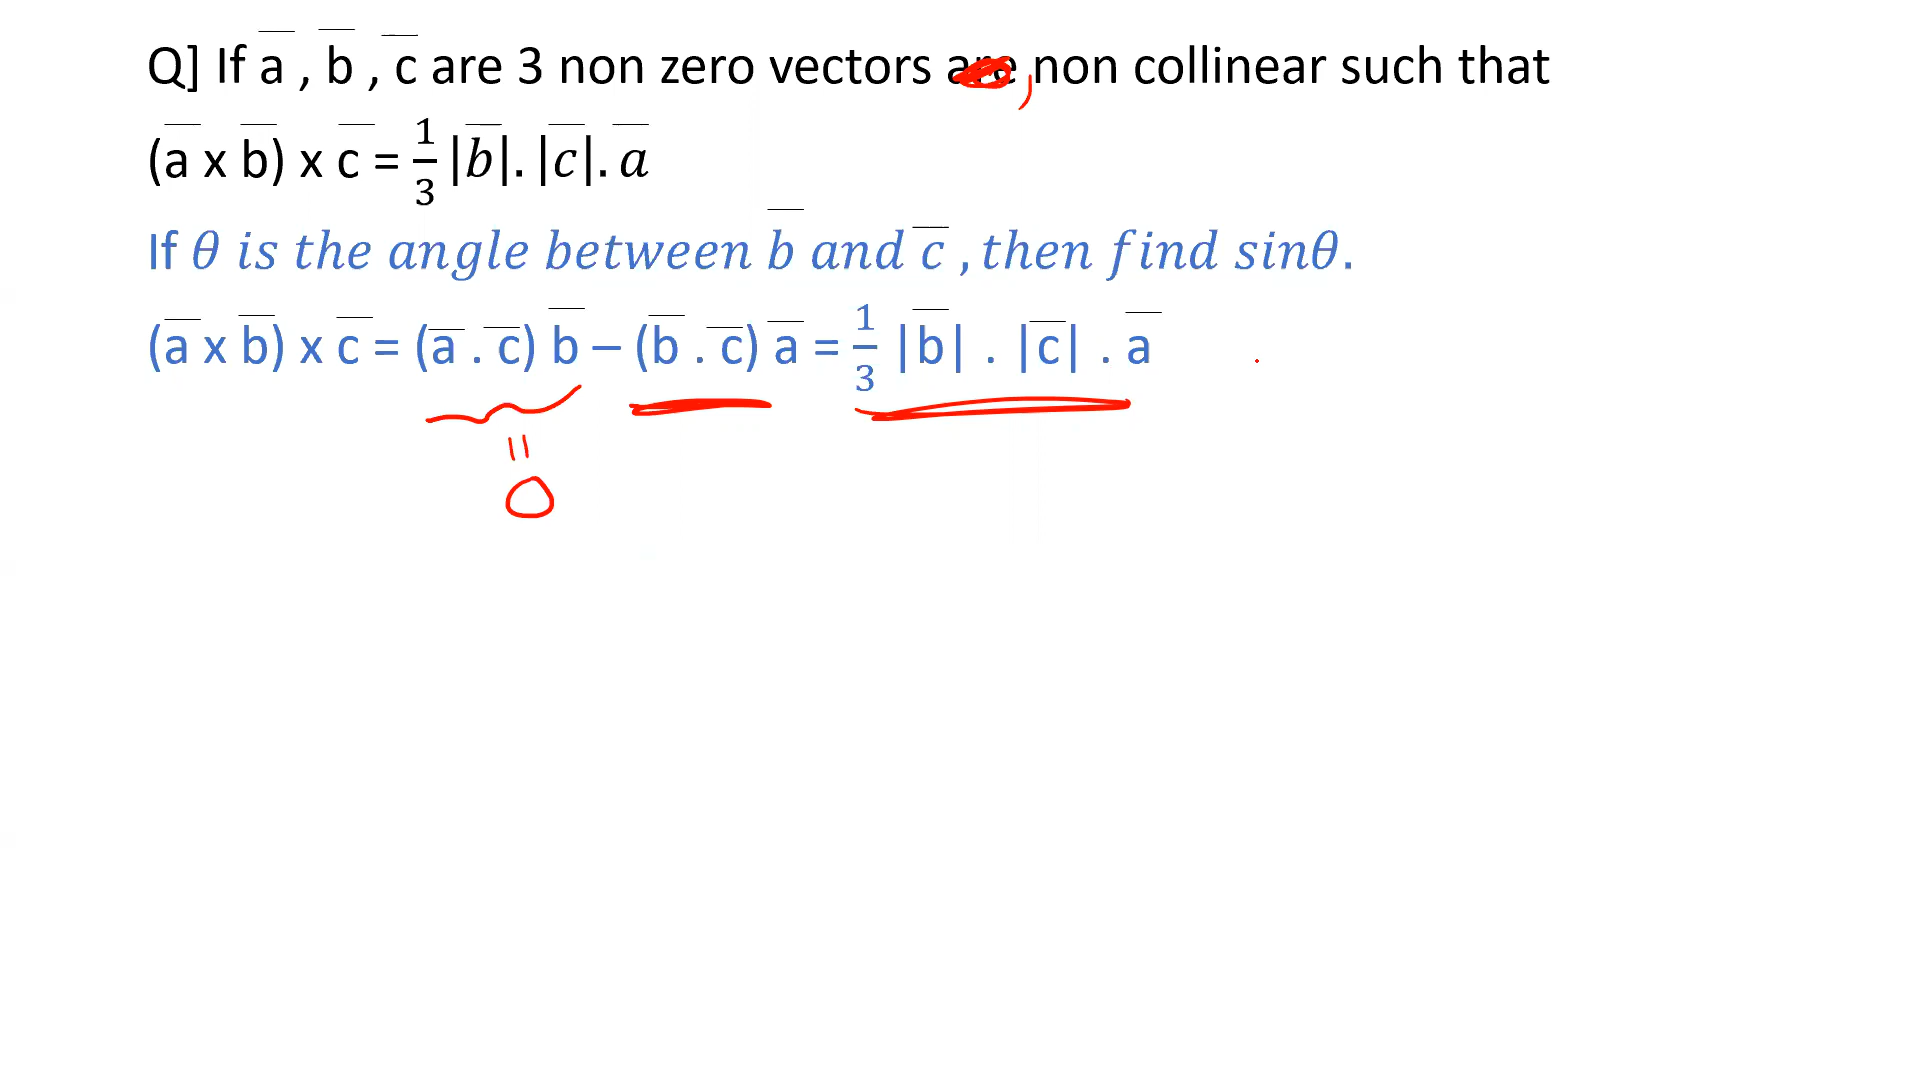 Q] If a̅ , b̅ , c̅ are 3 non zero vectors are, non collinear such that
(a̅ x b̅) x c̅ = 1/3 |b̅|. |c̅|. a̅
If θ is the angle between b̅ and c̅ , then find sinθ.
(a̅ x b̅) x c̅ = (a̅ . c̅) b̅ – (b̅ . c̅) a̅ = 1/3 |b̅| . |c̅| . a̅
=
0